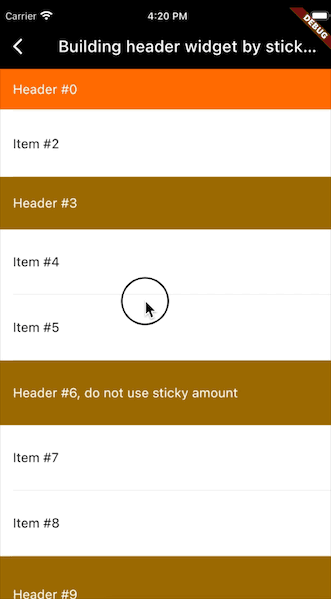 Carrier 4:20 PM
DEBUG
Building header widget by stick...
Header #0
Item #2
Header #3
Item #4
Item #5
Header #6, do not use sticky amount
Item #7
Item #8
Header #9